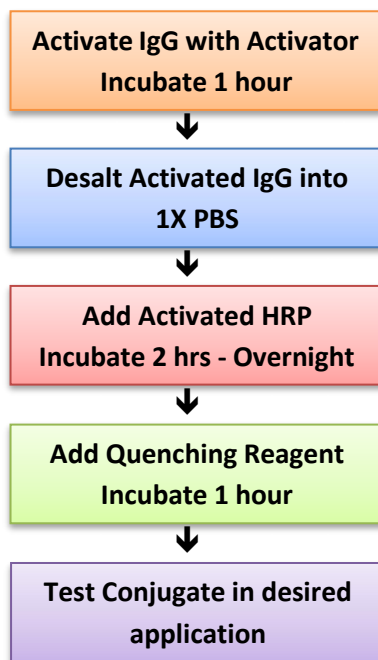 Activate IgG with Activator
Incubate 1 hour
Desalt Activated IgG into
1X PBS
Add Activated HRP
Incubate 2 hrs - Overnight
Add Quenching Reagent
Incubate 1 hour
Test Conjugate in desired
application